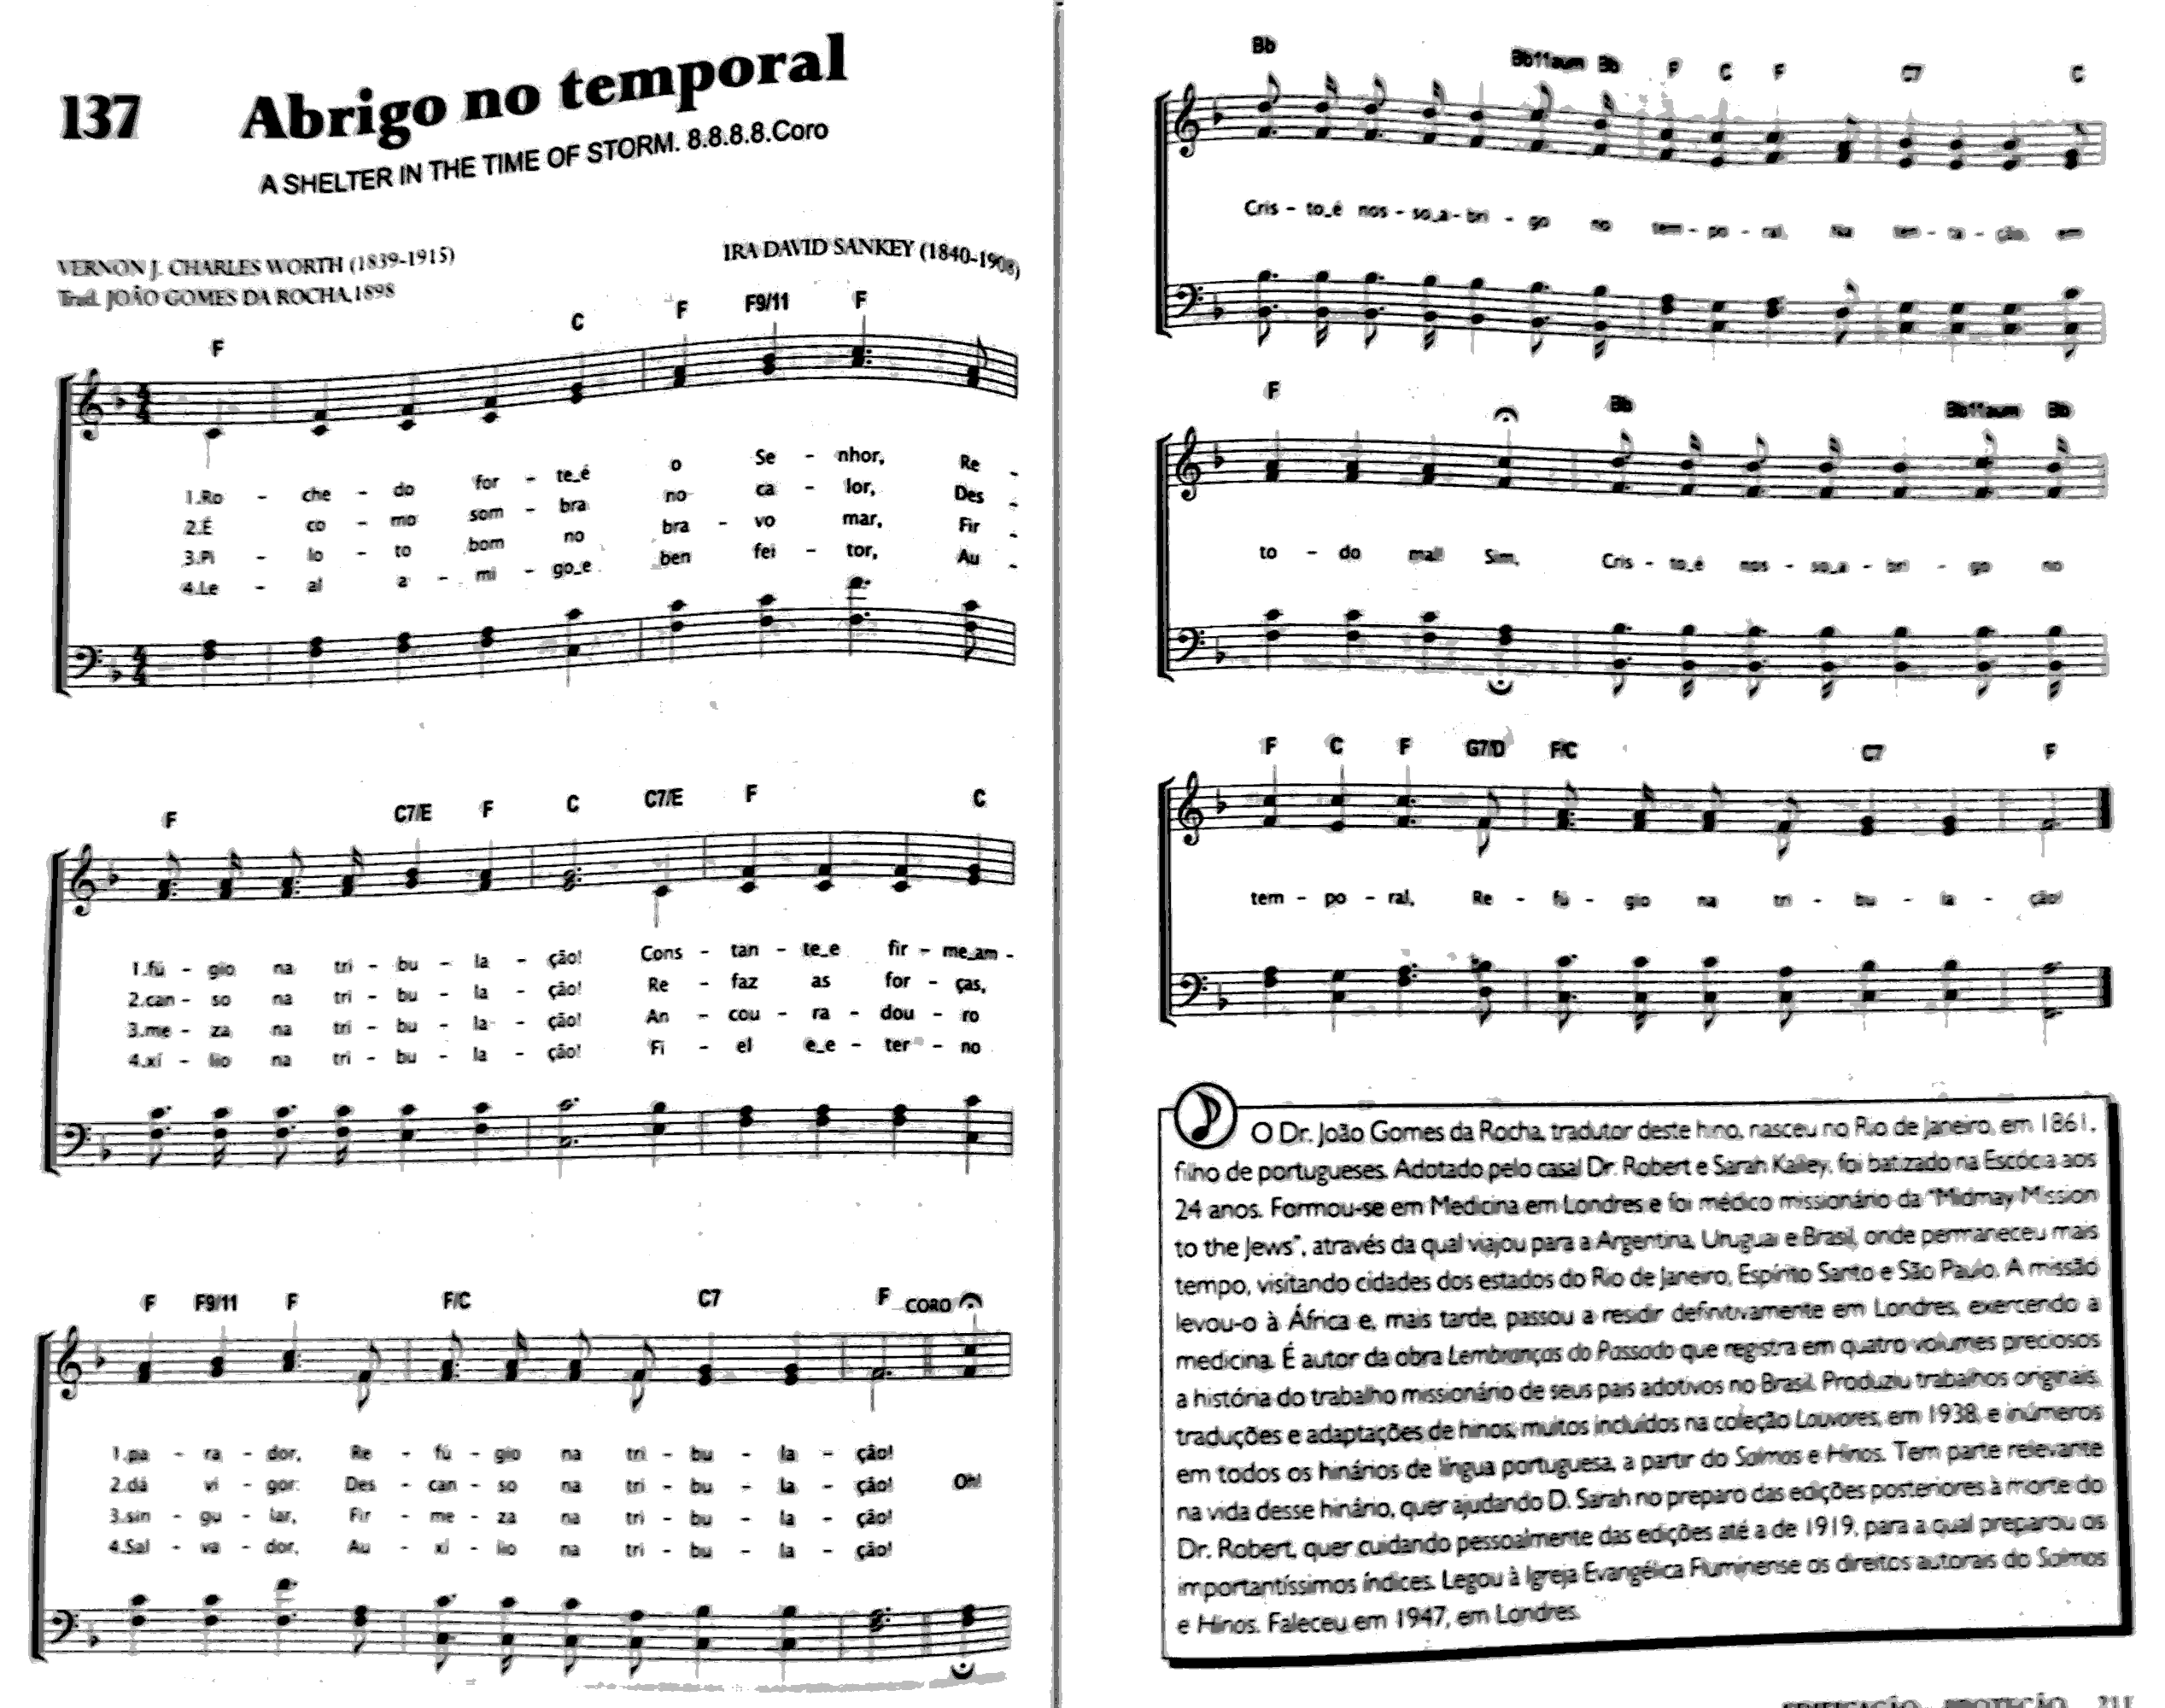 137 Abrigo no temporal
A SHELTER IN THE TIME OF STORM. 8.8.8.8.Coro
VERNON J. CHARLES WORTH (1839-1915)
Trad. JOÃO GOMES DA ROCHA,1898
IRA DAVID SANKEY (1840-1908)
F C F F9/11 F
1.Ro - che - do for - te_é o Se - nhor, Re -
2.É co - mo som - bra no ca - lor, Des -
3.Pi - lo - to bom no bra - vo mar, Fir -
4.Le - al a - mi - go_e ben fei - tor, Au -
F C7/E F C C7/E F C
1.fú - gio na tri - bu - la - ção! Cons - tan - te_e fir - me_am -
2.can - so na tri - bu - la - ção! Re - faz as for - ças,
3.me - za na tri - bu - la - ção! An - cou - ra - dou - ro
4.xí - lio na tri - bu - la - ção! Fi - el e_e - ter - no
F F9/11 F F/C C7 F CORO
1.pa - ra - dor, Re - fú - gio na tri - bu - la - ção!
2.dá vi - gor: Des - can - so na tri - bu - la - ção! Oh!
3.sin - gu - lar, Fir - me - za na tri - bu - la - ção!
4.Sal - va - dor, Au - xí - lio na tri - bu - la - ção!
Bb Bb11aum Bb F C F C7 C
Cris - to_é nos - so_a - bri - go no tem - po - ral, Na ten - ta - ção, em
F Bb Bb11aum Bb
to - do mal! Sim, Cris - to_é nos - so_a - bri - go no
F C F G7/D F/C C7 F
tem - po - ral, Re - fú - gio na tri - bu - la - ção!
O Dr. João Gomes da Rocha, tradutor deste hino, nasceu no Rio de Janeiro, em 1861,
filho de portugueses. Adotado pelo casal Dr. Robert e Sarah Kalley, foi batizado na Escócia aos
24 anos. Formou-se em Medicina em Londres e foi médico missionário da "Midmay Mission
to the Jews", através da qual viajou para a Argentina, Uruguai e Brasil, onde permaneceu mais
tempo, visitando cidades dos estados do Rio de Janeiro, Espírito Santo e São Paulo. A missão
levou-o à África e, mais tarde, passou a residir definitivamente em Londres, exercendo a
medicina. É autor da obra Lembranças do Passado que registra em quatro volumes preciosos
a história do trabalho missionário de seus pais adotivos no Brasil. Produziu trabalhos originais,
traduções e adaptações de hinos, muitos incluídos na coleção Louvores, em 1938, e inúmeros
em todos os hinários de língua portuguesa, a partir do Salmos e Hinos. Tem parte relevante
na vida desse hinário, quer ajudando D. Sarah no preparo das edições posteriores à morte do
Dr. Robert, quer cuidando pessoalmente das edições até a de 1919, para a qual preparou os
importantíssimos índices. Legou à Igreja Evangélica Fluminense os direitos autorais do Salmos
e Hinos. Faleceu em 1947, em Londres.